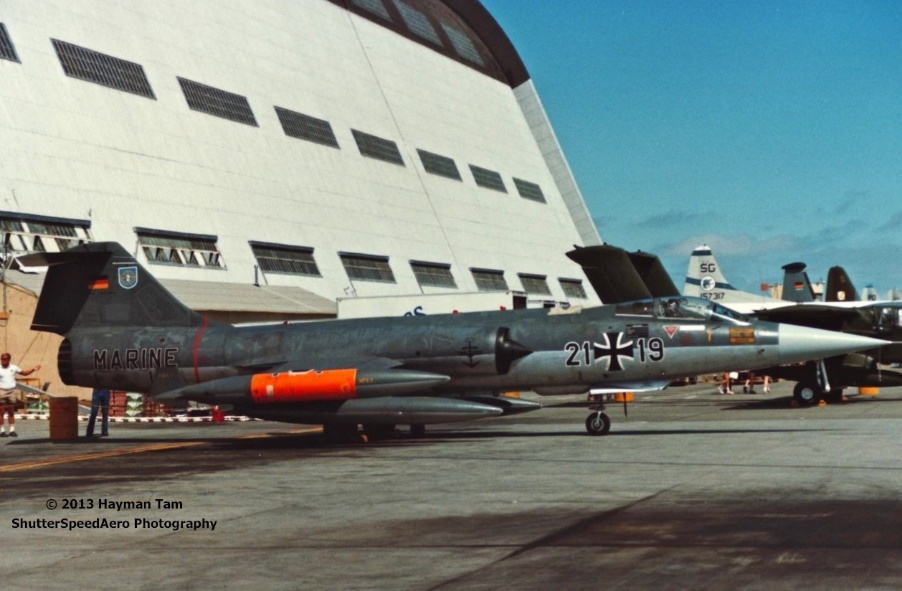 SG
157317
MARINE
21 19
© 2013 Hayman Tam
ShutterSpeedAero Photography